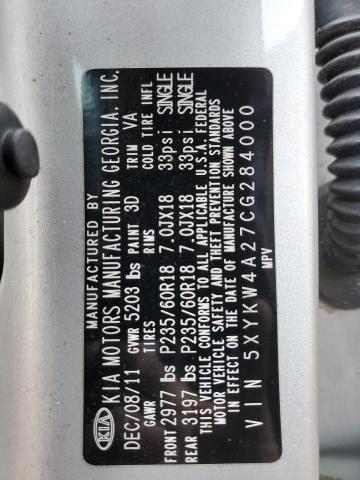 MANUFACTURED BY
KIA KIA MOTORS MANUFACTURING GEORGIA, INC.
DEC/08/11 GVWR 5203 lbs PAINT 3D TRIM VA
GAWR TIRES RIMS COLD TIRE INFL
FRONT 2977 lbs P235/60R18 7.0JX18 33psi SINGLE
REAR 3197 lbs P235/60R18 7.0JX18 33psi SINGLE
THIS VEHICLE CONFORMS TO ALL APPLICABLE U.S.A. FEDERAL
MOTOR VEHICLE SAFETY AND THEFT PREVENTION STANDARDS
IN EFFECT ON THE DATE OF MANUFACTURE SHOWN ABOVE
VIN 5XYKW4A27CG284000
MPV